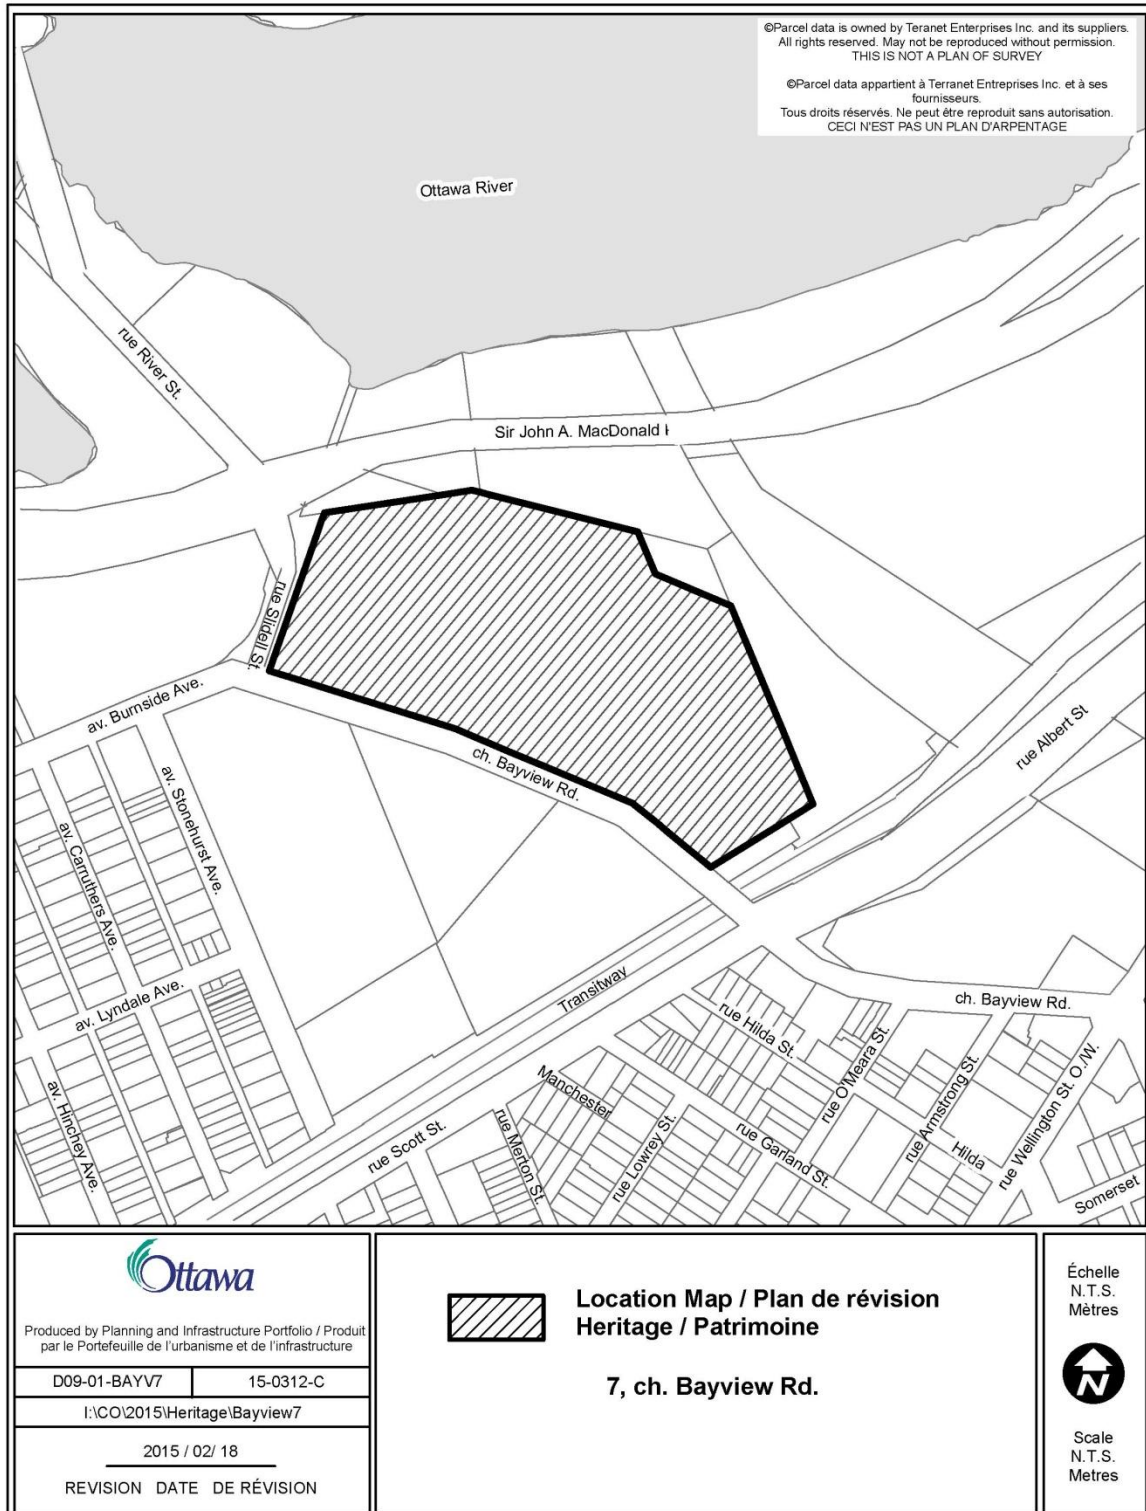 ©Parcel data is owned by Teranet Enterprises Inc. and its suppliers.
All rights reserved. May not be reproduced without permission.
THIS IS NOT A PLAN OF SURVEY
©Parcel data appartient à Terranet Entreprises Inc. et à ses
fournisseurs.
Tous droits réservés. Ne peut être reproduit sans autorisation.
CECI N'EST PAS UN PLAN D'ARPENTAGE
Ottawa River
rue River St.
Sir John A. MacDonald
rue Slidell St.
av. Burnside Ave.
ch. Bayview Rd.
rue Albert St
av. Stonehurst Ave.
av. Carruthers Ave.
av. Lyndale Ave.
av. Hinchey Ave.
Transitway
ch. Bayview Rd.
rue Hilda St.
rue O'Meara St.
rue Armstrong St.
rue Wellington St. O./W.
Manchester
rue Scott St.
rue Merton St.
rue Lowrey St.
rue Garland St.
Hilda
Somerset
Ottawa
Produced by Planning and Infrastructure Portfolio / Produit
par le Portefeuille de l'urbanisme et de l'infrastructure
D09-01-BAYV7
15-0312-C
I:\CO\2015\Heritage\Bayview7
2015 / 02/ 18
REVISION DATE DE RÉVISION
Location Map / Plan de révision
Heritage / Patrimoine
7, ch. Bayview Rd.
Échelle
N.T.S.
Mètres
N
Scale
N.T.S.
Metres